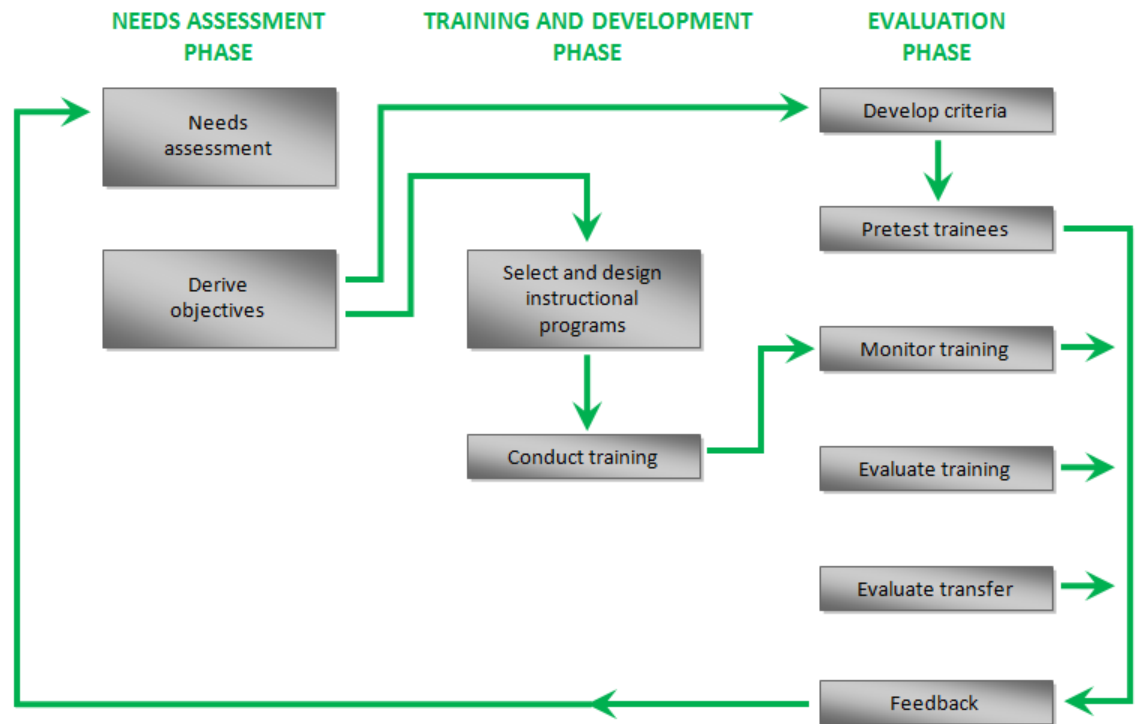 NEEDS ASSESSMENT
PHASE
TRAINING AND DEVELOPMENT
PHASE
EVALUATION
PHASE
Needs
assessment
Derive
objectives
Select and design
instructional
programs
Conduct training
Develop criteria
Pretest trainees
Monitor training
Evaluate training
Evaluate transfer
Feedback